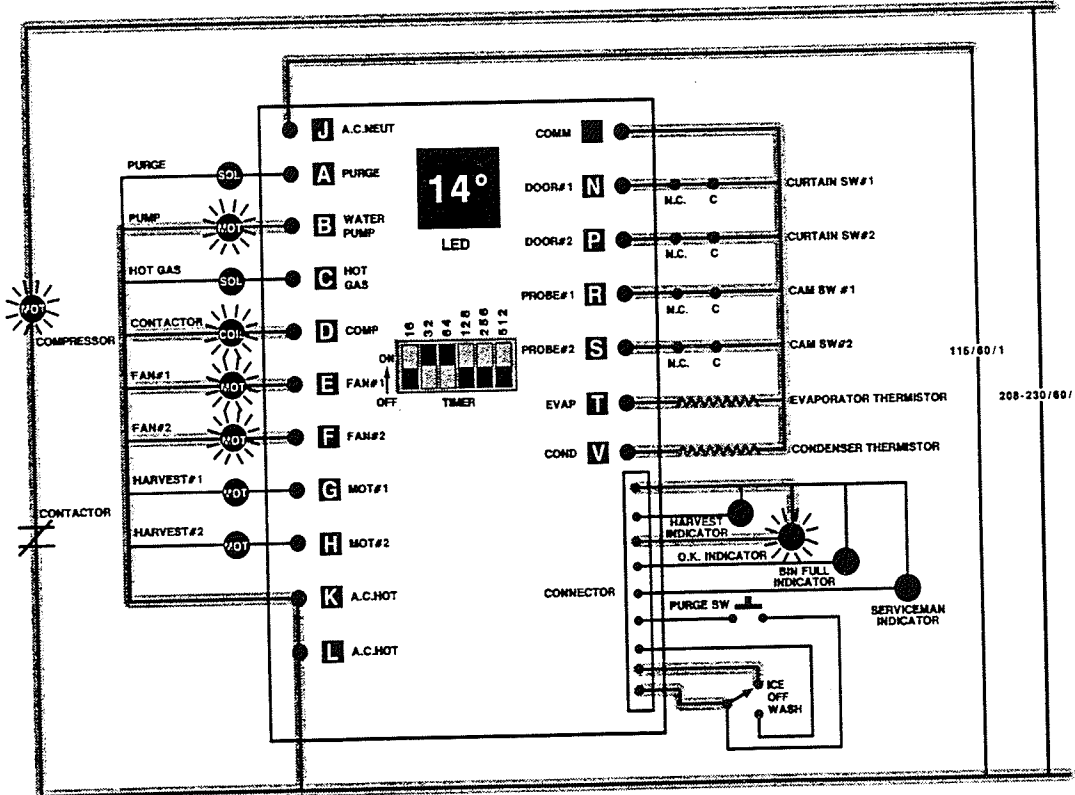 J A.C.NEUT
PURGE
SOL
A PURGE
PUMP
MOT
B WATER PUMP
HOT GAS
SOL
C HOT GAS
MOT
COMPRESSOR
CONTACTOR
COIL
D COMP
FAN#1
MOT
E FAN#1
FAN#2
MOT
F FAN#2
HARVEST#1
MOT
G MOT#1
CONTACTOR
HARVEST#2
MOT
H MOT#2
K A.C.HOT
L A.C.HOT
14°
LED
16 32 64 128 256 512
ON
OFF
TIMER
COMM
DOOR#1 N
N.C. C
CURTAIN SW#1
DOOR#2 P
N.C. C
CURTAIN SW#2
PROBE#1 R
N.C. C
CAM SW #1
PROBE#2 S
N.C. C
CAM SW#2
EVAP T
EVAPORATOR THERMISTOR
COND V
CONDENSER THERMISTOR
115/60/1
208-230/60/
HARVEST
INDICATOR
O.K. INDICATOR
BIN FULL
INDICATOR
CONNECTOR
SERVICEMAN
INDICATOR
PURGE SW
ICE
OFF
WASH